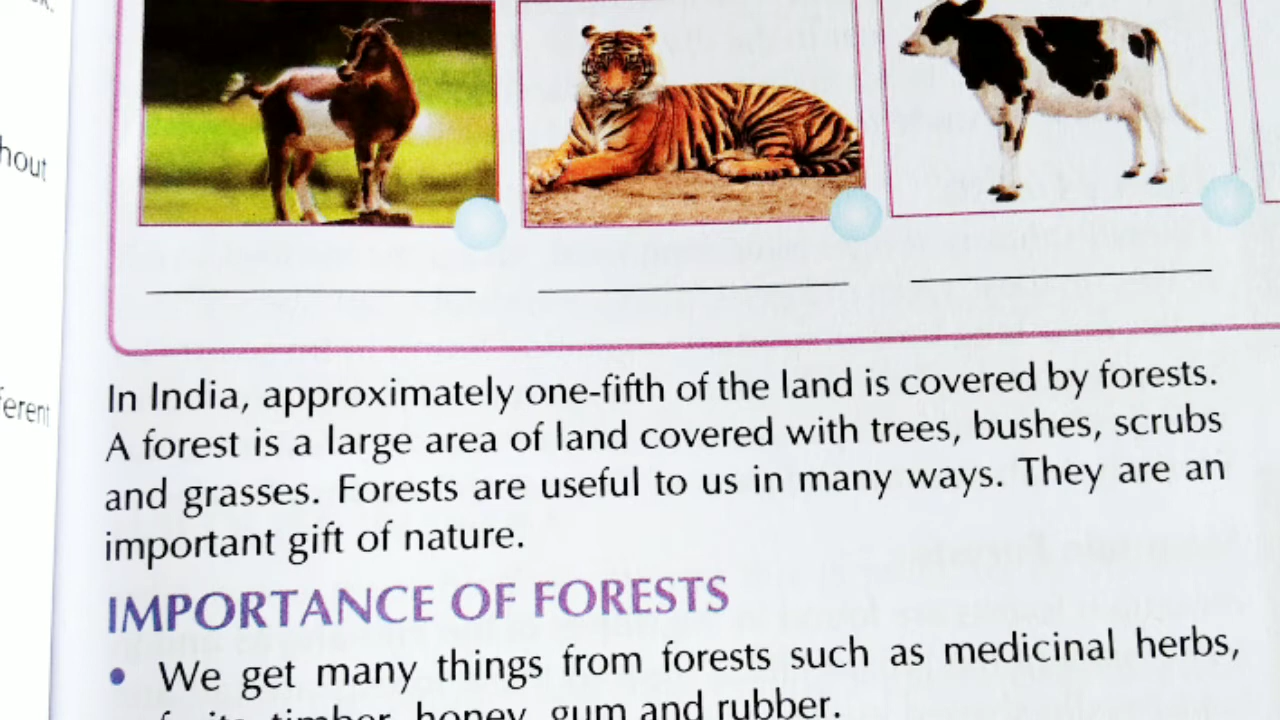 hout
ferent
In India, approximately one-fifth of the land is covered by forests.
A forest is a large area of land covered with trees, bushes, scrubs
and grasses. Forests are useful to us in many ways. They are an
important gift of nature.
IMPORTANCE OF FORESTS
• We get many things from forests such as medicinal herbs,
timber, honey, gum and rubber.